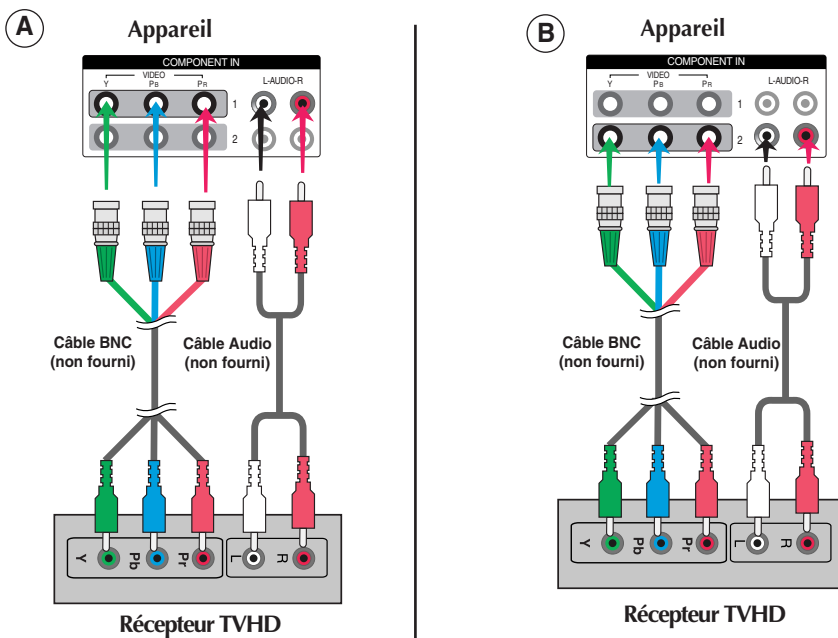 A
Appareil
COMPONENT IN
VIDEO
Y PB PR
L-AUDIO-R
1
2
Câble BNC
(non fourni)
Câble Audio
(non fourni)
Y Pb Pr L R
Récepteur TVHD
B
Appareil
COMPONENT IN
VIDEO
Y PB PR
L-AUDIO-R
1
2
Câble BNC
(non fourni)
Câble Audio
(non fourni)
Y Pb Pr L R
Récepteur TVHD